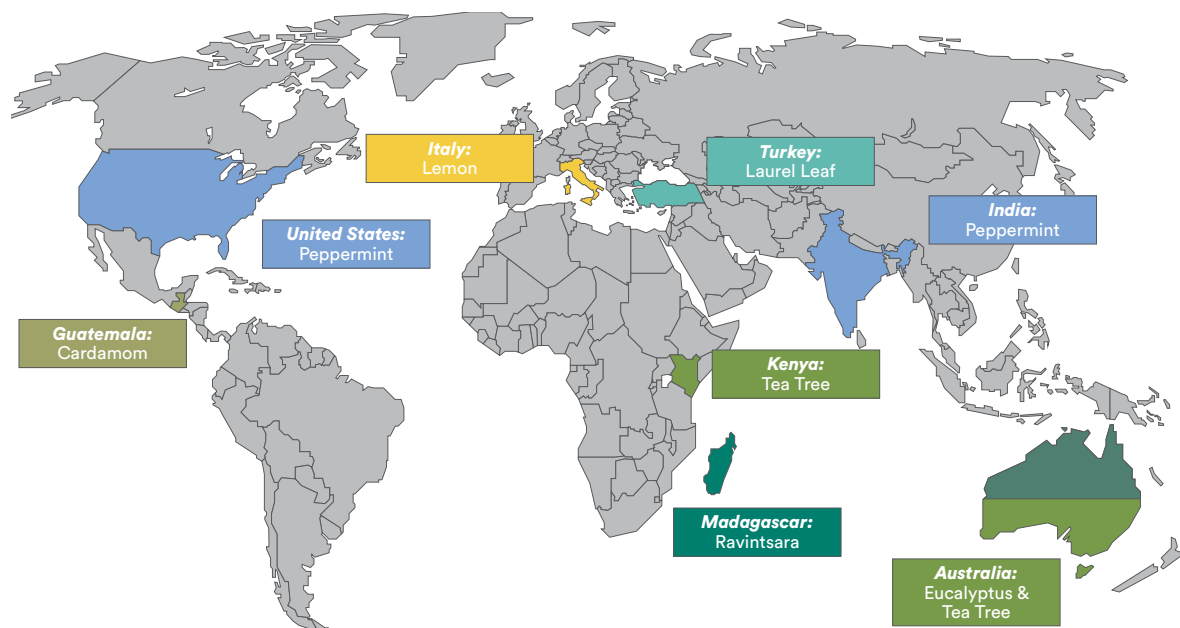 Italy:
Lemon
Turkey:
Laurel Leaf
India:
Peppermint
United States:
Peppermint
Guatemala:
Cardamom
Kenya:
Tea Tree
Madagascar:
Ravintsara
Australia:
Eucalyptus &
Tea Tree